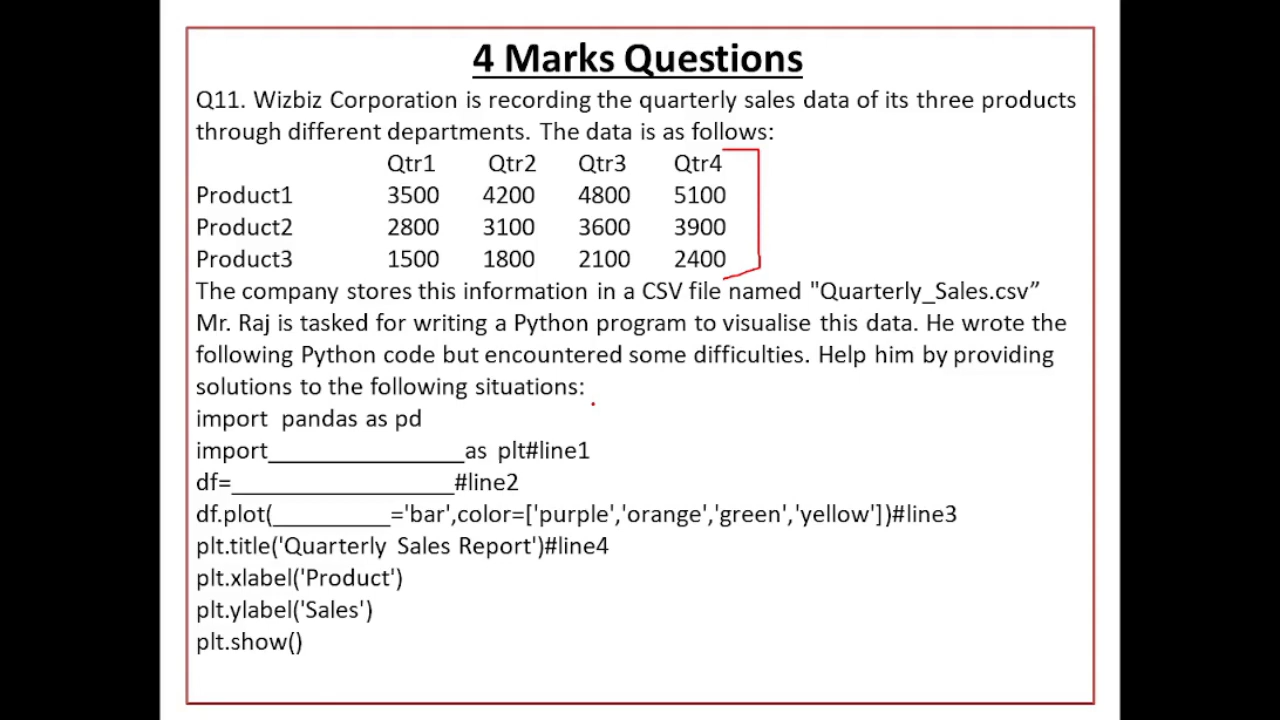 4 Marks Questions
Q11. Wizbiz Corporation is recording the quarterly sales data of its three products
through different departments. The data is as follows:
Qtr1 Qtr2 Qtr3 Qtr4
Product1 3500 4200 4800 5100
Product2 2800 3100 3600 3900
Product3 1500 1800 2100 2400
The company stores this information in a CSV file named "Quarterly_Sales.csv”
Mr. Raj is tasked for writing a Python program to visualise this data. He wrote the
following Python code but encountered some difficulties. Help him by providing
solutions to the following situations:
import pandas as pd
import_______________as plt#line1
df=_________________#line2
df.plot(_________='bar',color=['purple','orange','green','yellow'])#line3
plt.title('Quarterly Sales Report')#line4
plt.xlabel('Product')
plt.ylabel('Sales')
plt.show()